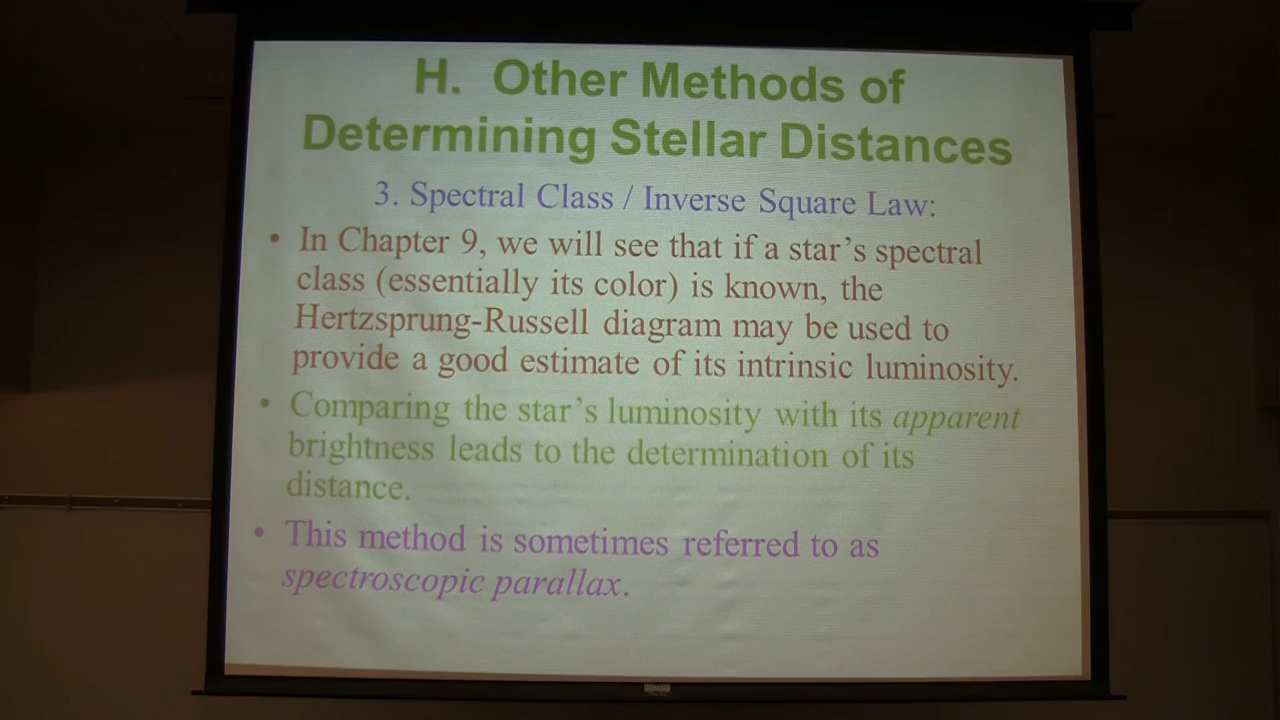 H. Other Methods of
Determining Stellar Distances
3. Spectral Class / Inverse Square Law:
• In Chapter 9, we will see that if a star's spectral
class (essentially its color) is known, the
Hertzsprung-Russell diagram may be used to
provide a good estimate of its intrinsic luminosity.
• Comparing the star's luminosity with its apparent
brightness leads to the determination of its
distance.
• This method is sometimes referred to as
spectroscopic parallax.